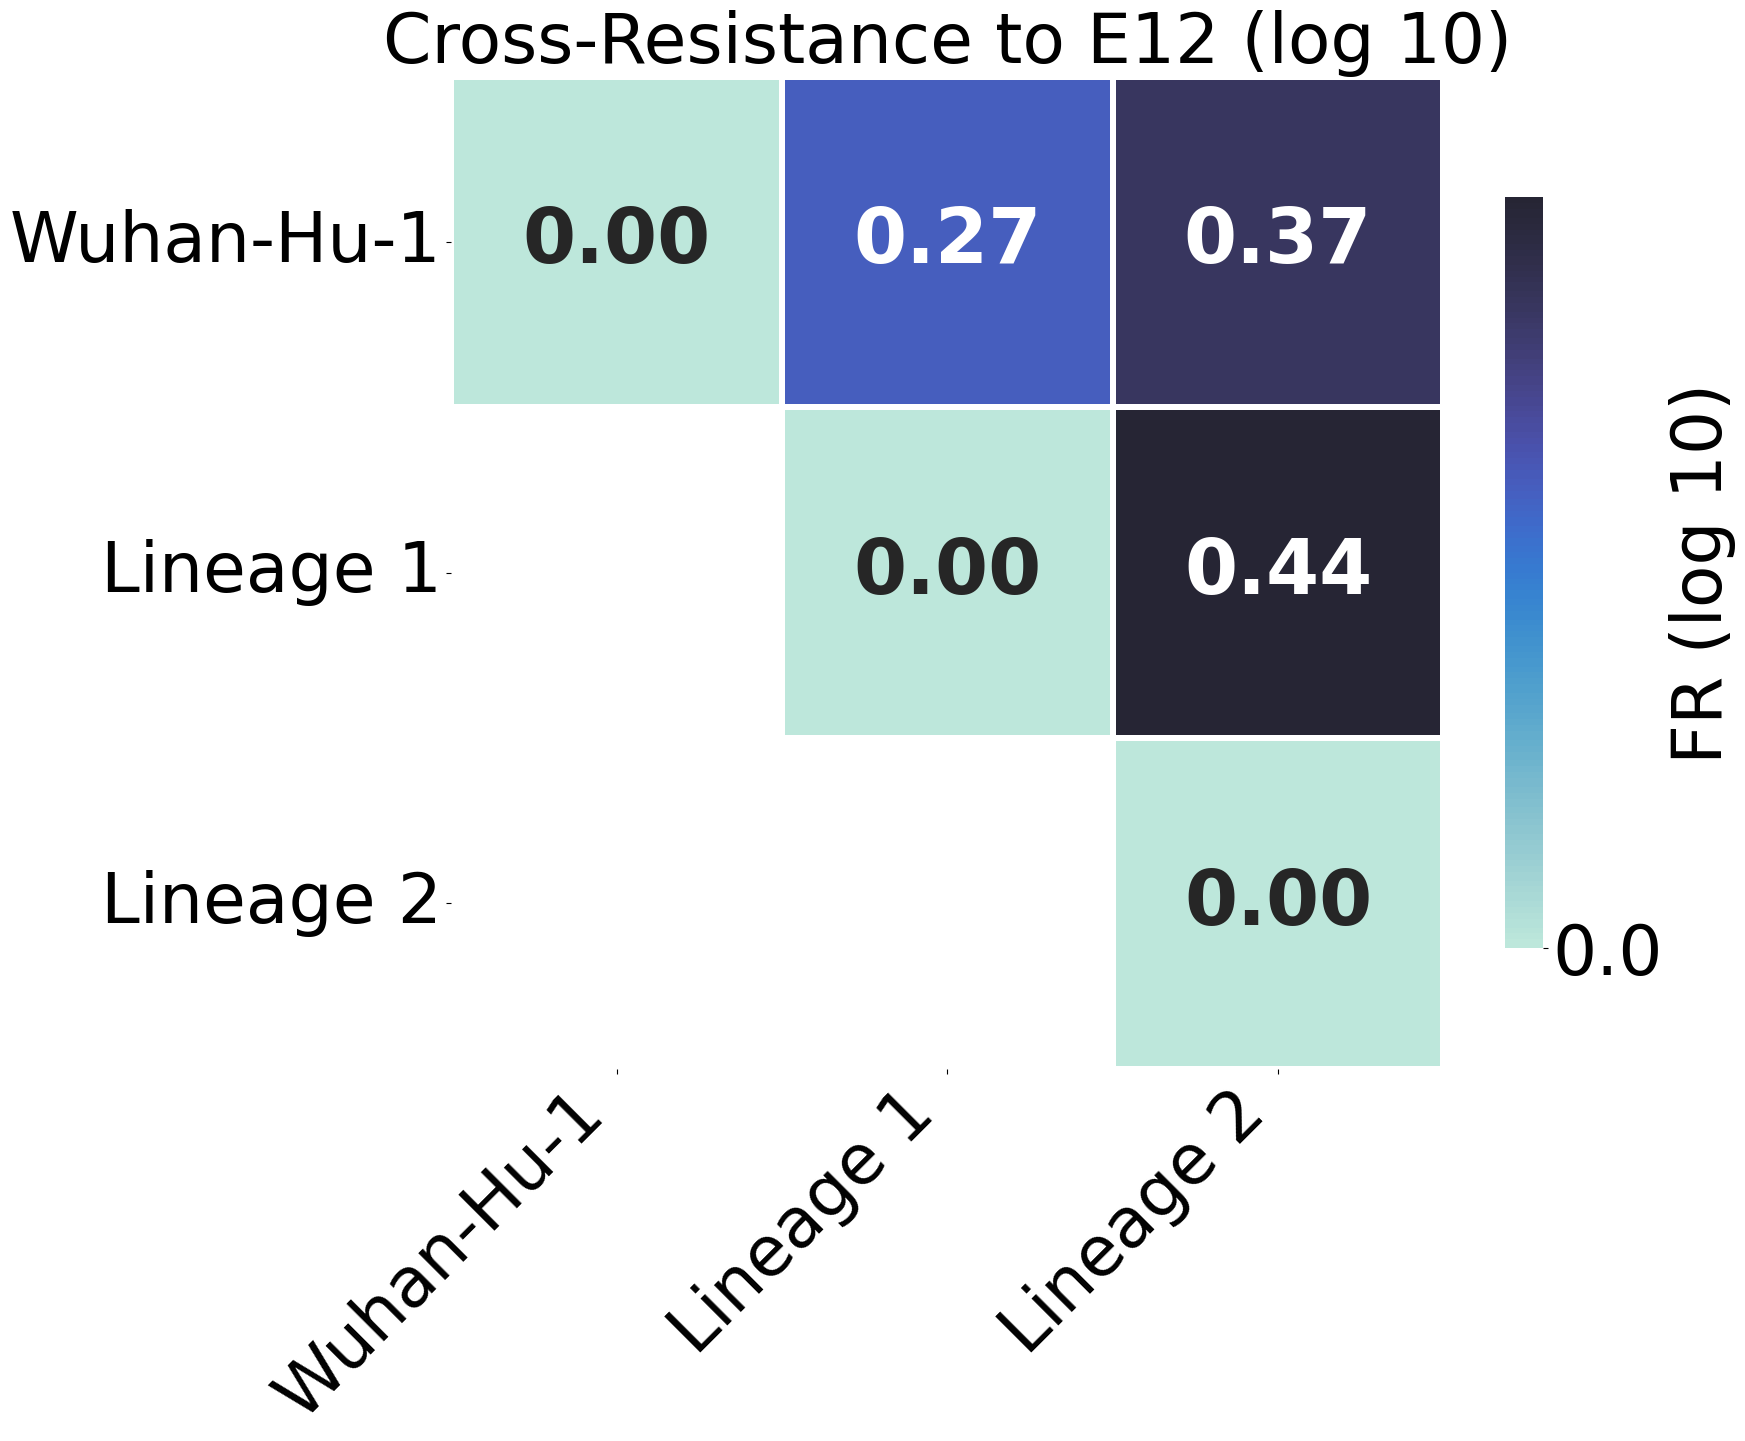 Cross-Resistance to E12 (log 10)
Wuhan-Hu-1
0.00
0.27
0.37
Lineage 1
0.00
0.44
Lineage 2
0.00
Wuhan-Hu-1
Lineage 1
Lineage 2
0.0
FR (log 10)